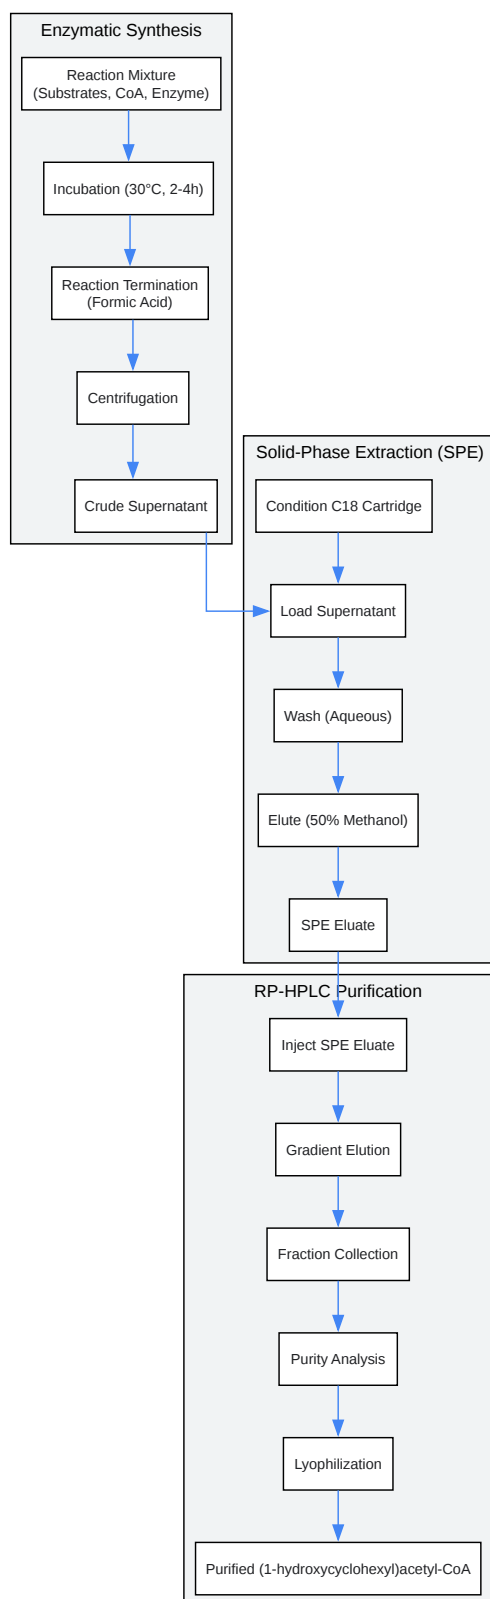 Enzymatic Synthesis
Reaction Mixture
(Substrates, CoA, Enzyme)
Incubation (30°C, 2-4h)
Reaction Termination
(Formic Acid)
Centrifugation
Crude Supernatant
Solid-Phase Extraction (SPE)
Condition C18 Cartridge
Load Supernatant
Wash (Aqueous)
Elute (50% Methanol)
SPE Eluate
RP-HPLC Purification
Inject SPE Eluate
Gradient Elution
Fraction Collection
Purity Analysis
Lyophilization
Purified (1-hydroxycyclohexyl)acetyl-CoA